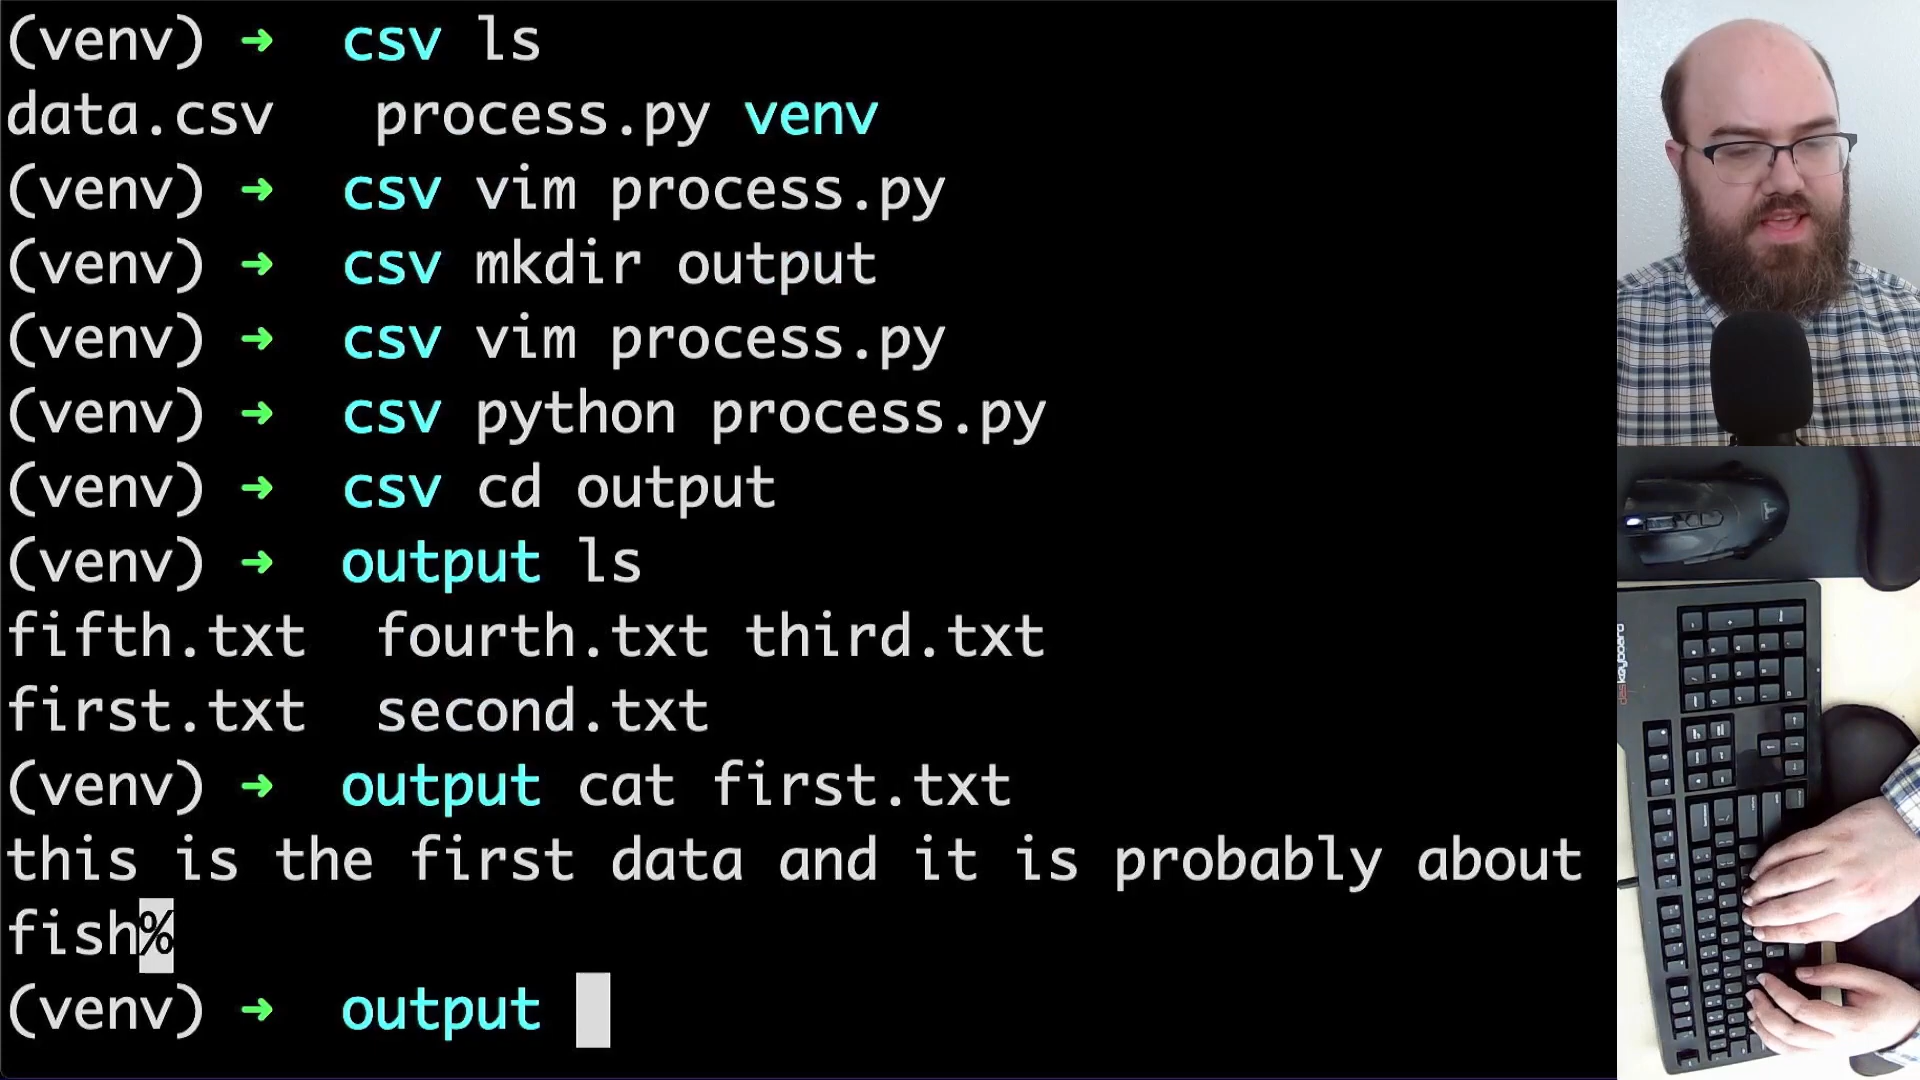 (venv) ➜ csv ls
data.csv process.py venv
(venv) ➜ csv vim process.py
(venv) ➜ csv mkdir output
(venv) ➜ csv vim process.py
(venv) ➜ csv python process.py
(venv) ➜ csv cd output
(venv) ➜ output ls
fifth.txt fourth.txt third.txt
first.txt second.txt
(venv) ➜ output cat first.txt
this is the first data and it is probably about
fish%
(venv) ➜ output
daskeyboard